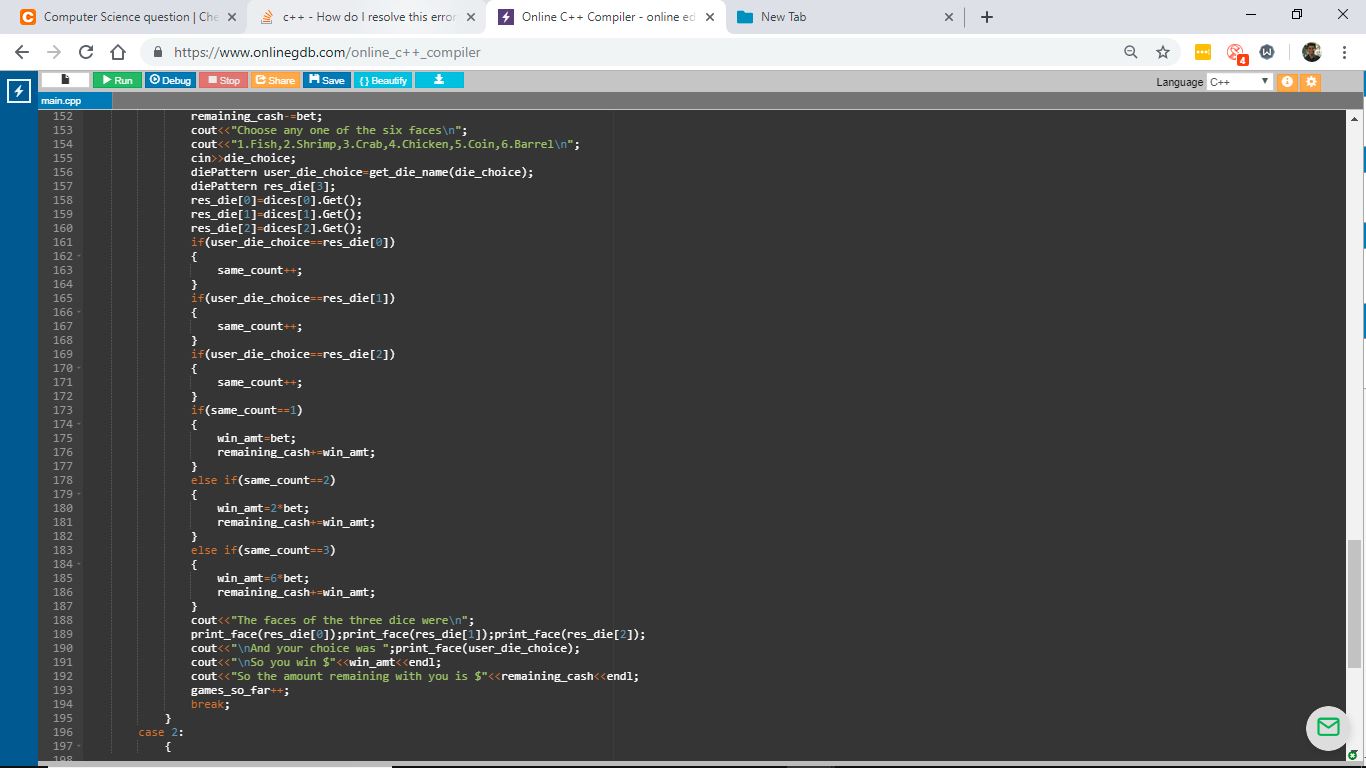 Computer Science question | Che
c++ - How do I resolve this error
Online C++ Compiler - online ed
New Tab
https://www.onlinegdb.com/online_c++_compiler
4
Run
Debug
Stop
Share
Save
{ } Beautify
Language
C++
main.cpp
152 remaining_cash-=bet;
153 cout<<"Choose any one of the six faces\n";
154 cout<<"1.Fish,2.Shrimp,3.Crab,4.Chicken,5.Coin,6.Barrel\n";
155 cin>>die_choice;
156 diePattern user_die_choice=get_die_name(die_choice);
157 diePattern res_die[3];
158 res_die[0]=dices[0].Get();
159 res_die[1]=dices[1].Get();
160 res_die[2]=dices[2].Get();
161 if(user_die_choice==res_die[0])
162 {
163 same_count++;
164 }
165 if(user_die_choice==res_die[1])
166 {
167 same_count++;
168 }
169 if(user_die_choice==res_die[2])
170 {
171 same_count++;
172 }
173 if(same_count==1)
174 {
175 win_amt=bet;
176 remaining_cash+=win_amt;
177 }
178 else if(same_count==2)
179 {
180 win_amt=2*bet;
181 remaining_cash+=win_amt;
182 }
183 else if(same_count==3)
184 {
185 win_amt=6*bet;
186 remaining_cash+=win_amt;
187 }
188 cout<<"The faces of the three dice were\n";
189 print_face(res_die[0]);print_face(res_die[1]);print_face(res_die[2]);
190 cout<<"\nAnd your choice was ";print_face(user_die_choice);
191 cout<<"\nSo you win $"<<win_amt<<endl;
192 cout<<"So the amount remaining with you is $"<<remaining_cash<<endl;
193 games_so_far++;
194 break;
195 }
196 case 2:
197 {
198